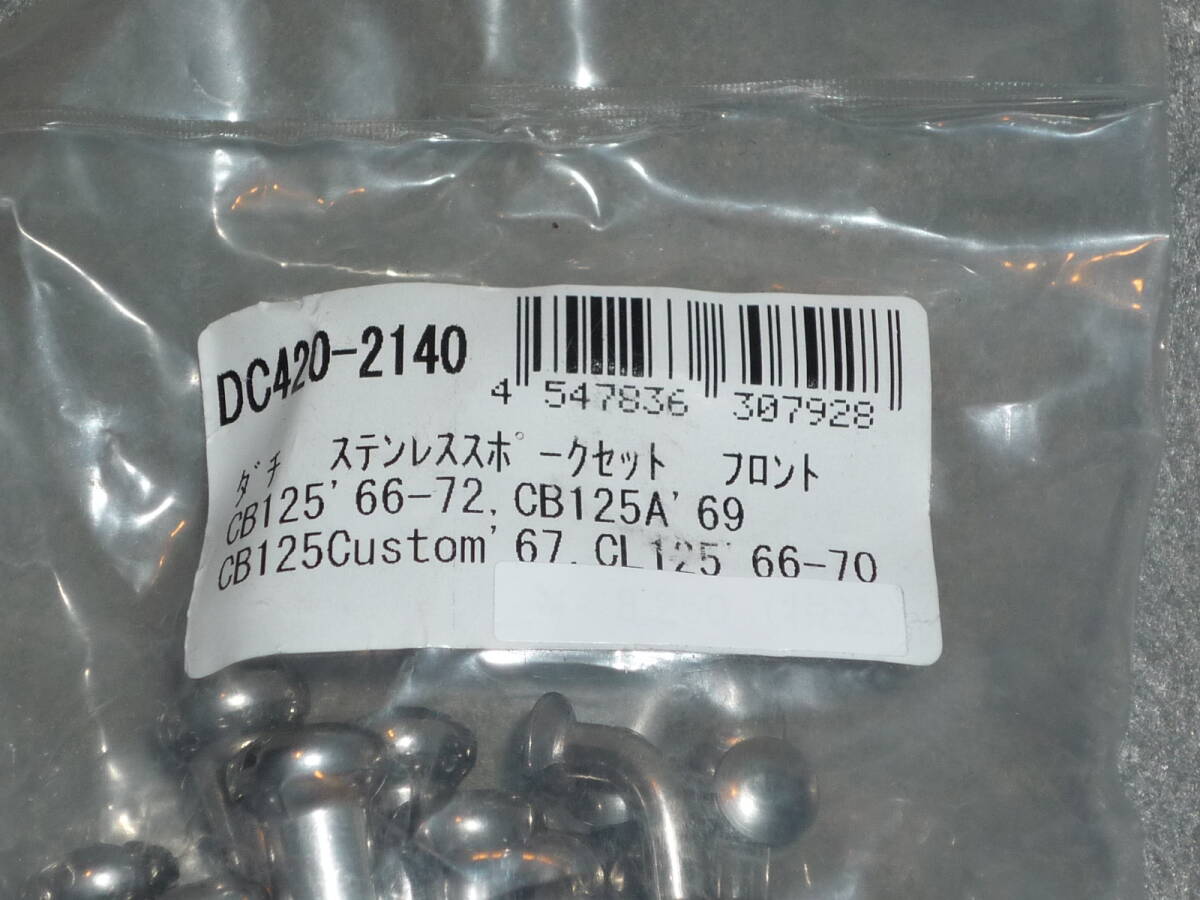 DC420-2140
4 547836 307928
ダチ ステンレススポークセット フロント
CB125'66-72,CB125A'69
CB125Custom'67,CL125'66-70